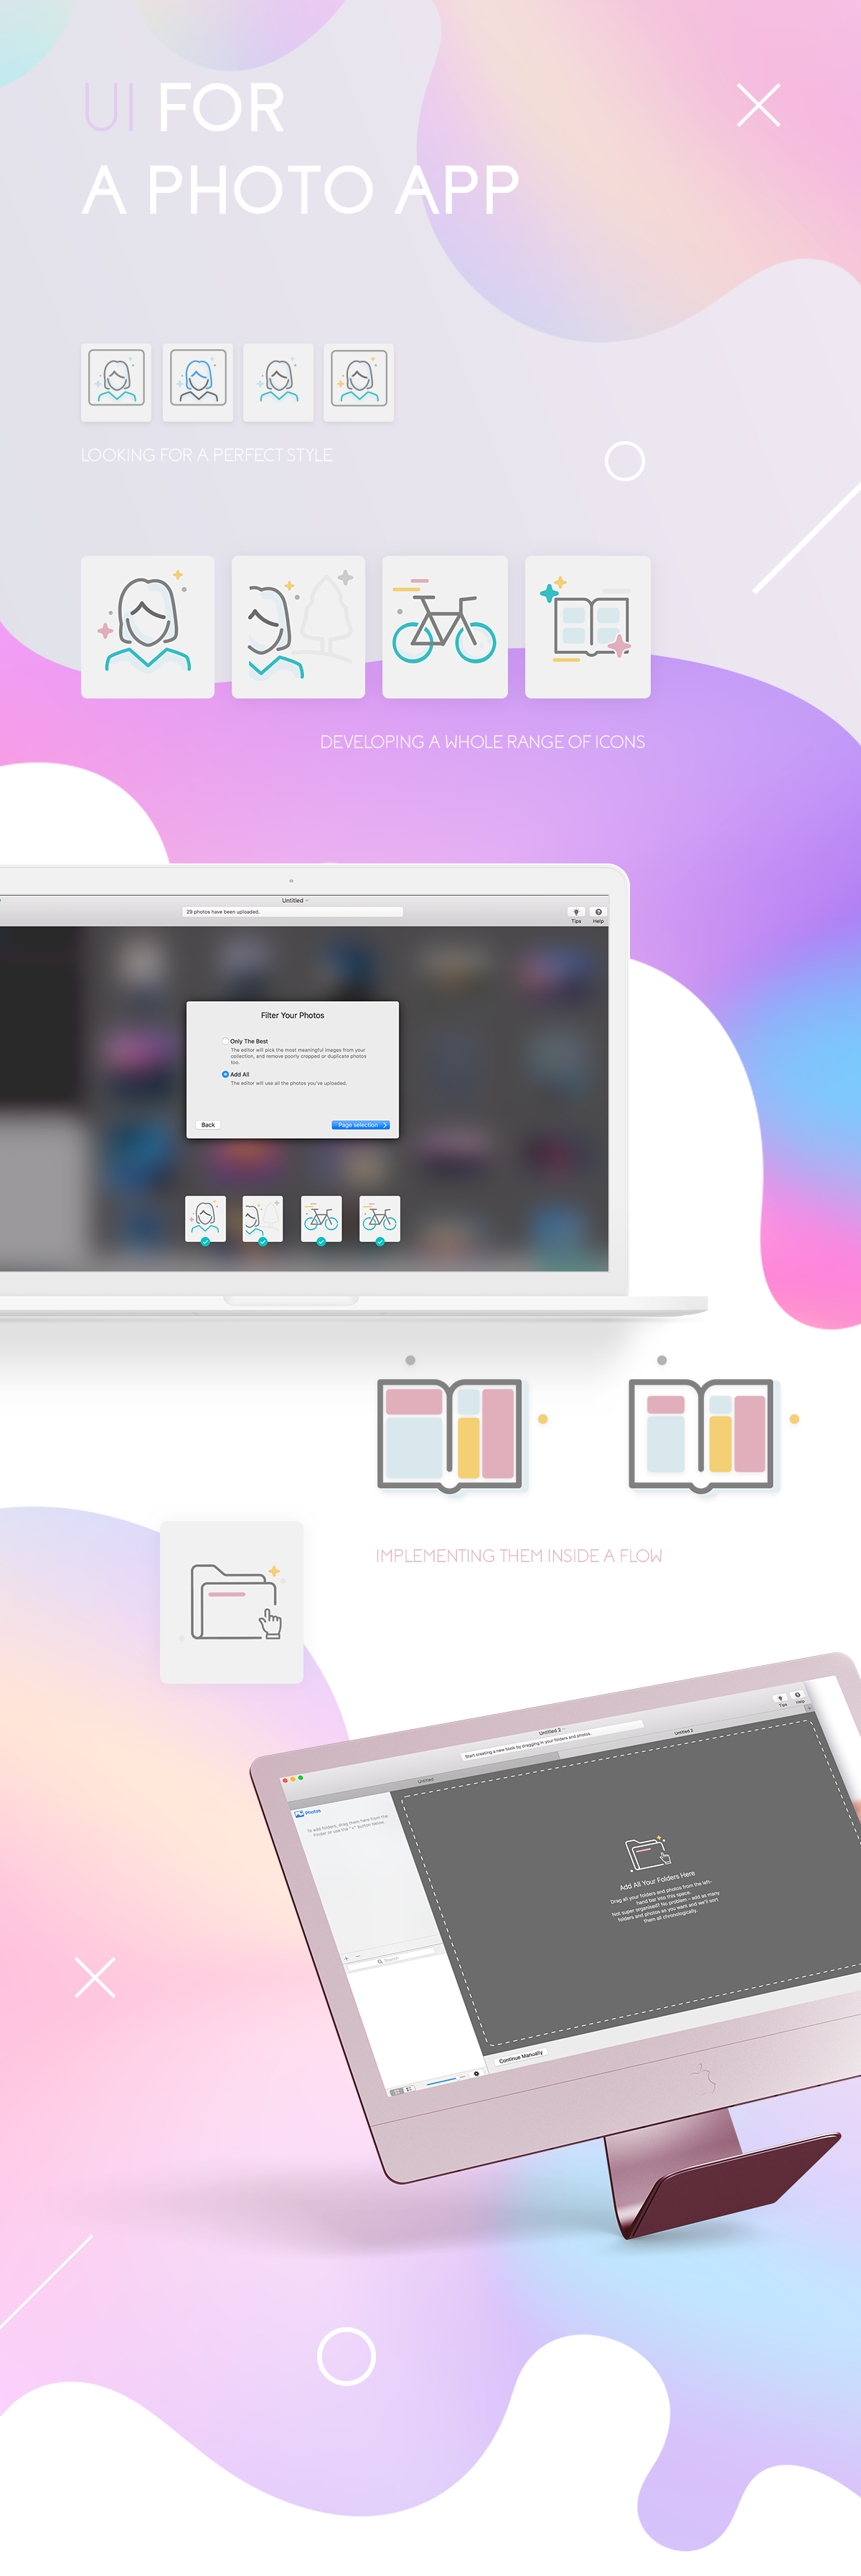 UI FOR
A PHOTO APP
LOOKING FOR A PERFECT STYLE
DEVELOPING A WHOLE RANGE OF ICONS
Untitled
29 photos have been uploaded.
Tips
Help
Filter Your Photos
Only The Best
The editor will pick the most meaningful images from your
collection, and remove poorly cropped or duplicate photos
too.
Add All
The editor will use all the photos you've uploaded.
Back
Page selection
IMPLEMENTING THEM INSIDE A FLOW
Untitled 2
Start creating a new book by dragging in your folders and photos.
Tips
Help
Untitled
Untitled 2
Photos
To add folders, drag them here from the
Finder or use the "+" button below.
Add All Your Folders Here
Drag all your folders and photos from the left-
hand bar into this space.
Not super organised? No problem – add as many
folders and photos as you want and we'll sort
them all chronologically.
Search
Continue Manually